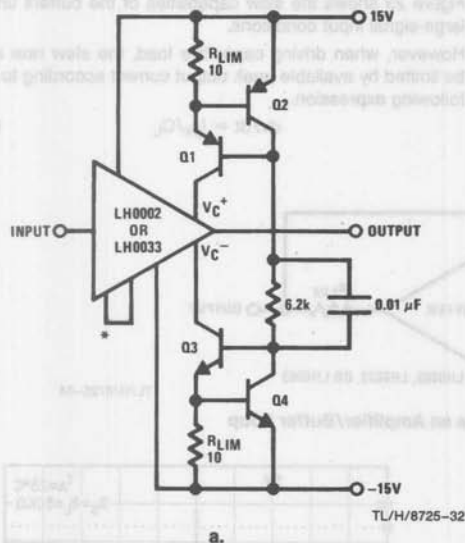 15V
RLIM
10
Q2
Q1
VC+
LH0002
OR
LH0033
INPUT
OUTPUT
VC−
*
6.2k
0.01 μF
Q3
Q4
RLIM
10
−15V
TL/H/8725–32
a.